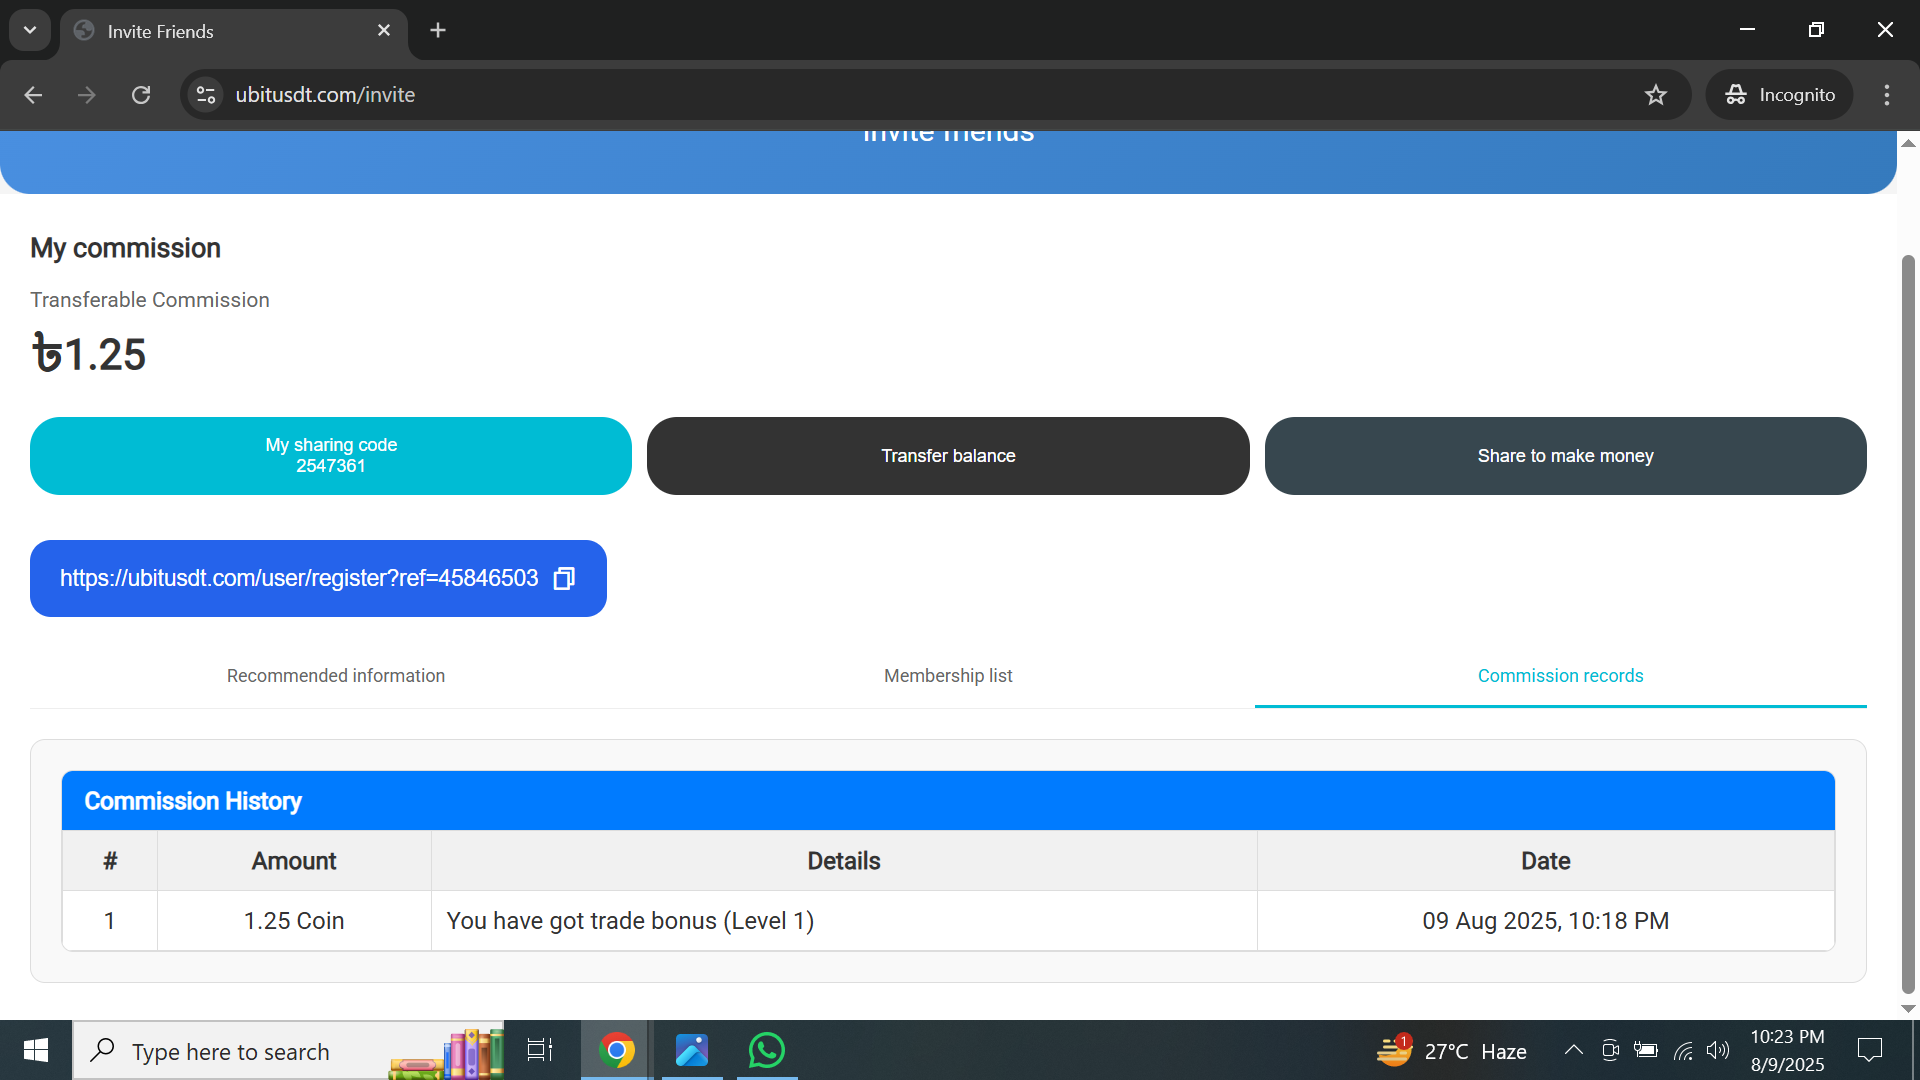 Invite Friends
ubitusdt.com/invite
Incognito
Invite friends
My commission
Transferable Commission
৳1.25
My sharing code
2547361
Transfer balance
Share to make money
https://ubitusdt.com/user/register?ref=45846503
Recommended information
Membership list
Commission records
Commission History
# Amount Details Date
1 1.25 Coin You have got trade bonus (Level 1) 09 Aug 2025, 10:18 PM
Type here to search
1
27°C Haze
10:23 PM
8/9/2025